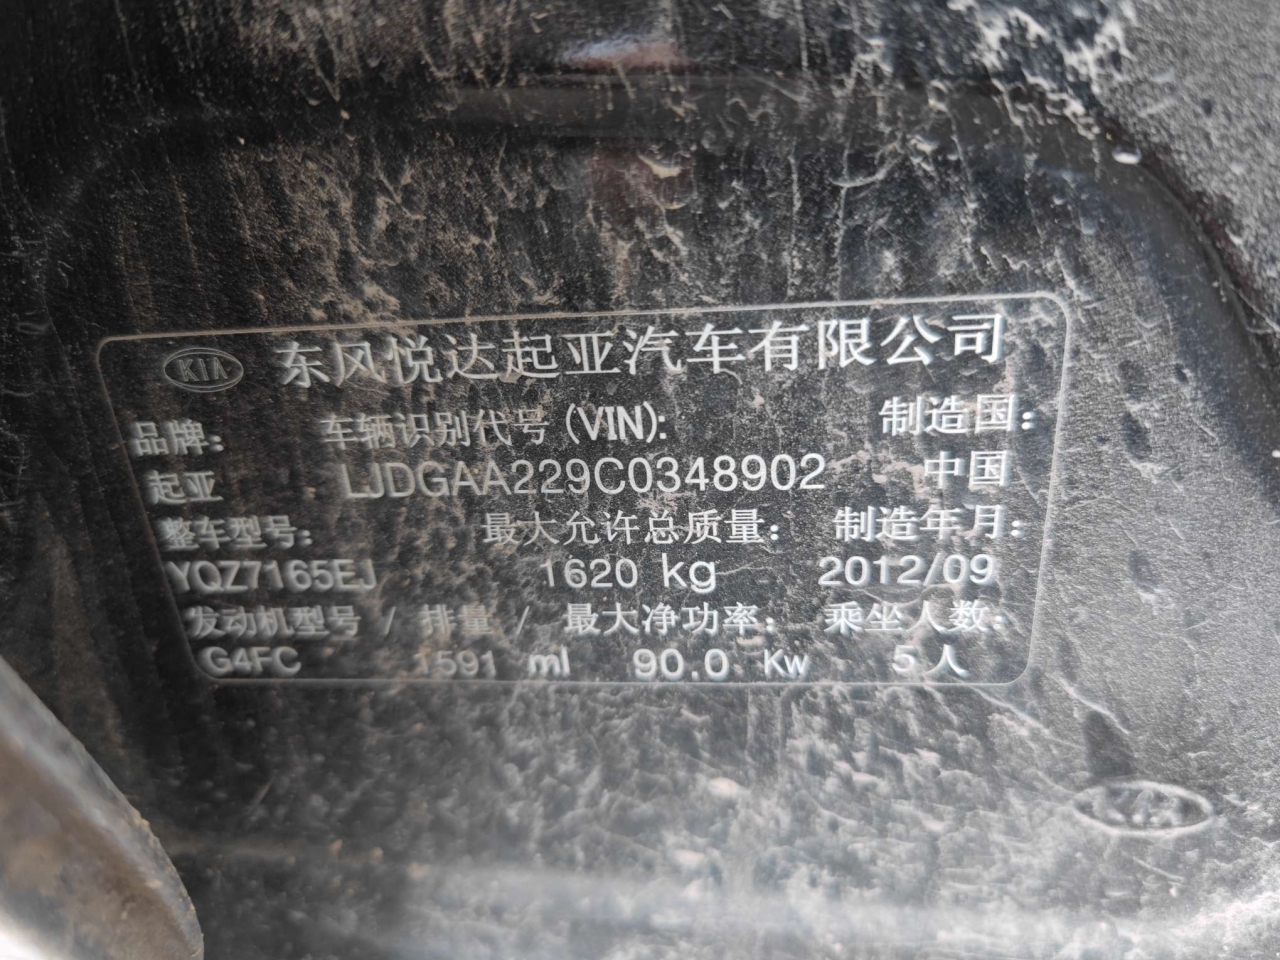 KIA 东风悦达起亚汽车有限公司
品牌: 车辆识别代号(VIN): 制造国:
起亚 LJDGAA229C0348902 中国
整车型号: 最大允许总质量: 制造年月:
YQZ7165EJ 1620 kg 2012/09
发动机型号 / 排量 / 最大净功率: 乘坐人数:
G4FC 1591 ml 90.0 Kw 5人
KIA